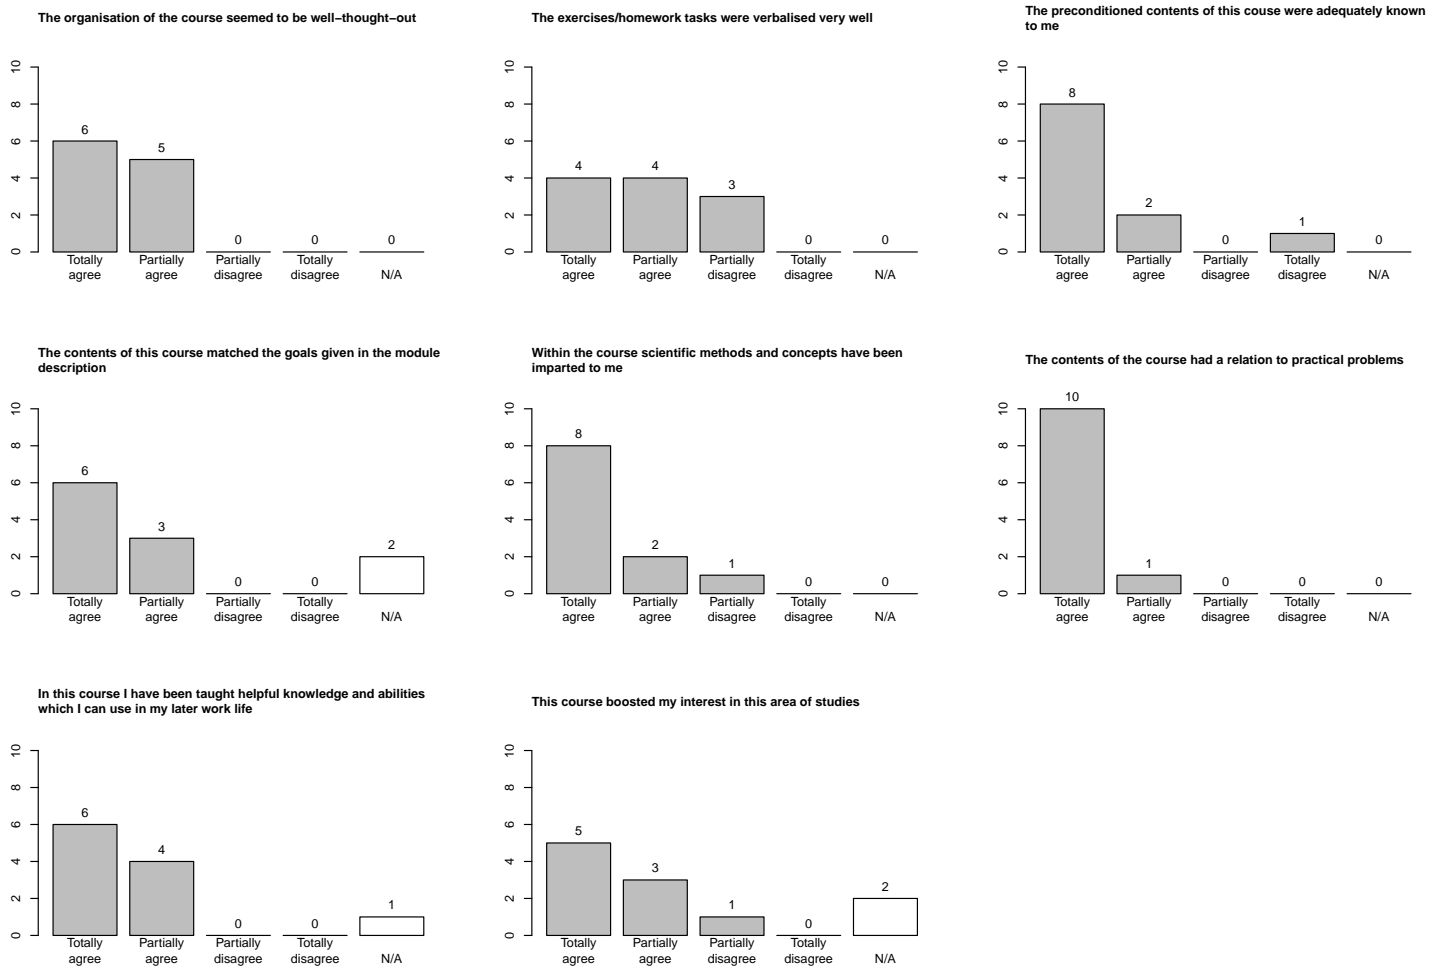 The organisation of the course seemed to be well−thought−out
10
8
6
4
2
0
6
5
0
0
0
Totally agree
Partially agree
Partially disagree
Totally disagree
N/A
The exercises/homework tasks were verbalised very well
10
8
6
4
2
0
4
4
3
0
0
Totally agree
Partially agree
Partially disagree
Totally disagree
N/A
The preconditioned contents of this couse were adequately known
to me
10
8
6
4
2
0
8
2
0
1
0
Totally agree
Partially agree
Partially disagree
Totally disagree
N/A
The contents of this course matched the goals given in the module
description
10
8
6
4
2
0
6
3
0
0
2
Totally agree
Partially agree
Partially disagree
Totally disagree
N/A
Within the course scientific methods and concepts have been
imparted to me
10
8
6
4
2
0
8
2
1
0
0
Totally agree
Partially agree
Partially disagree
Totally disagree
N/A
The contents of the course had a relation to practical problems
10
8
6
4
2
0
10
1
0
0
0
Totally agree
Partially agree
Partially disagree
Totally disagree
N/A
In this course I have been taught helpful knowledge and abilities
which I can use in my later work life
10
8
6
4
2
0
6
4
0
0
1
Totally agree
Partially agree
Partially disagree
Totally disagree
N/A
This course boosted my interest in this area of studies
10
8
6
4
2
0
5
3
1
0
2
Totally agree
Partially agree
Partially disagree
Totally disagree
N/A